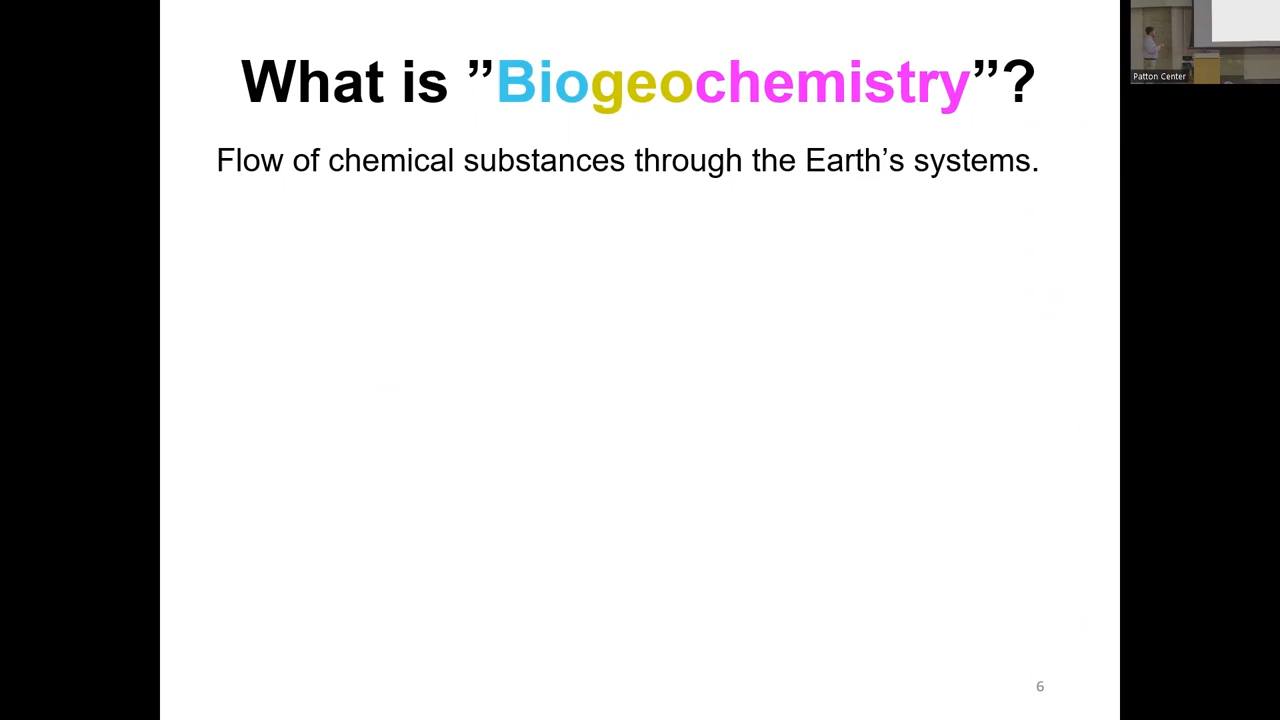 What is ”Biogeochemistry”?
Flow of chemical substances through the Earth’s systems.
Patton Center
6